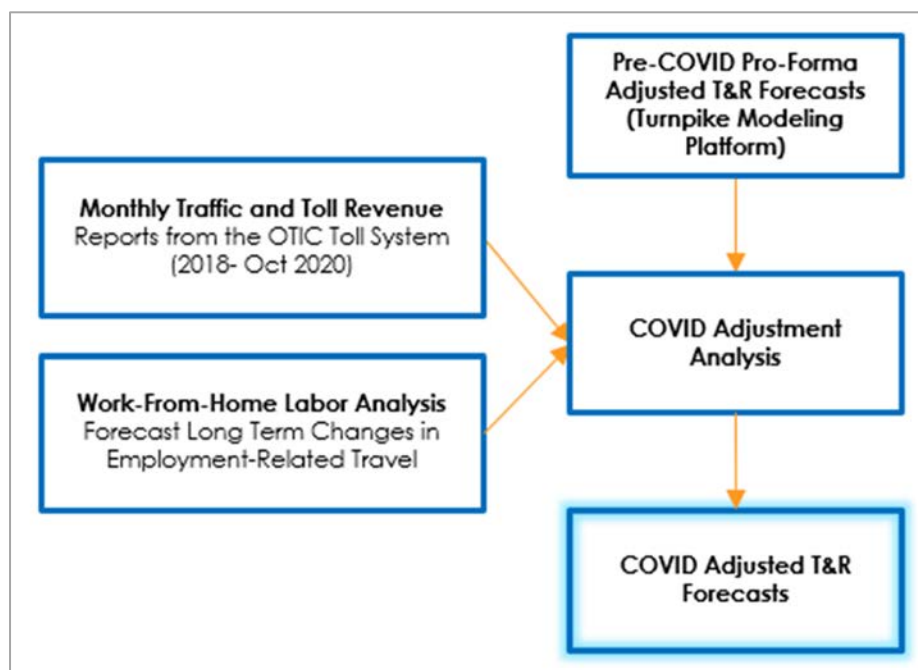 Pre-COVID Pro-Forma
Adjusted T&R Forecasts
(Turnpike Modeling
Platform)
Monthly Traffic and Toll Revenue
Reports from the OTIC Toll System
(2018- Oct 2020)
COVID Adjustment
Analysis
Work-From-Home Labor Analysis
Forecast Long Term Changes in
Employment-Related Travel
COVID Adjusted T&R
Forecasts